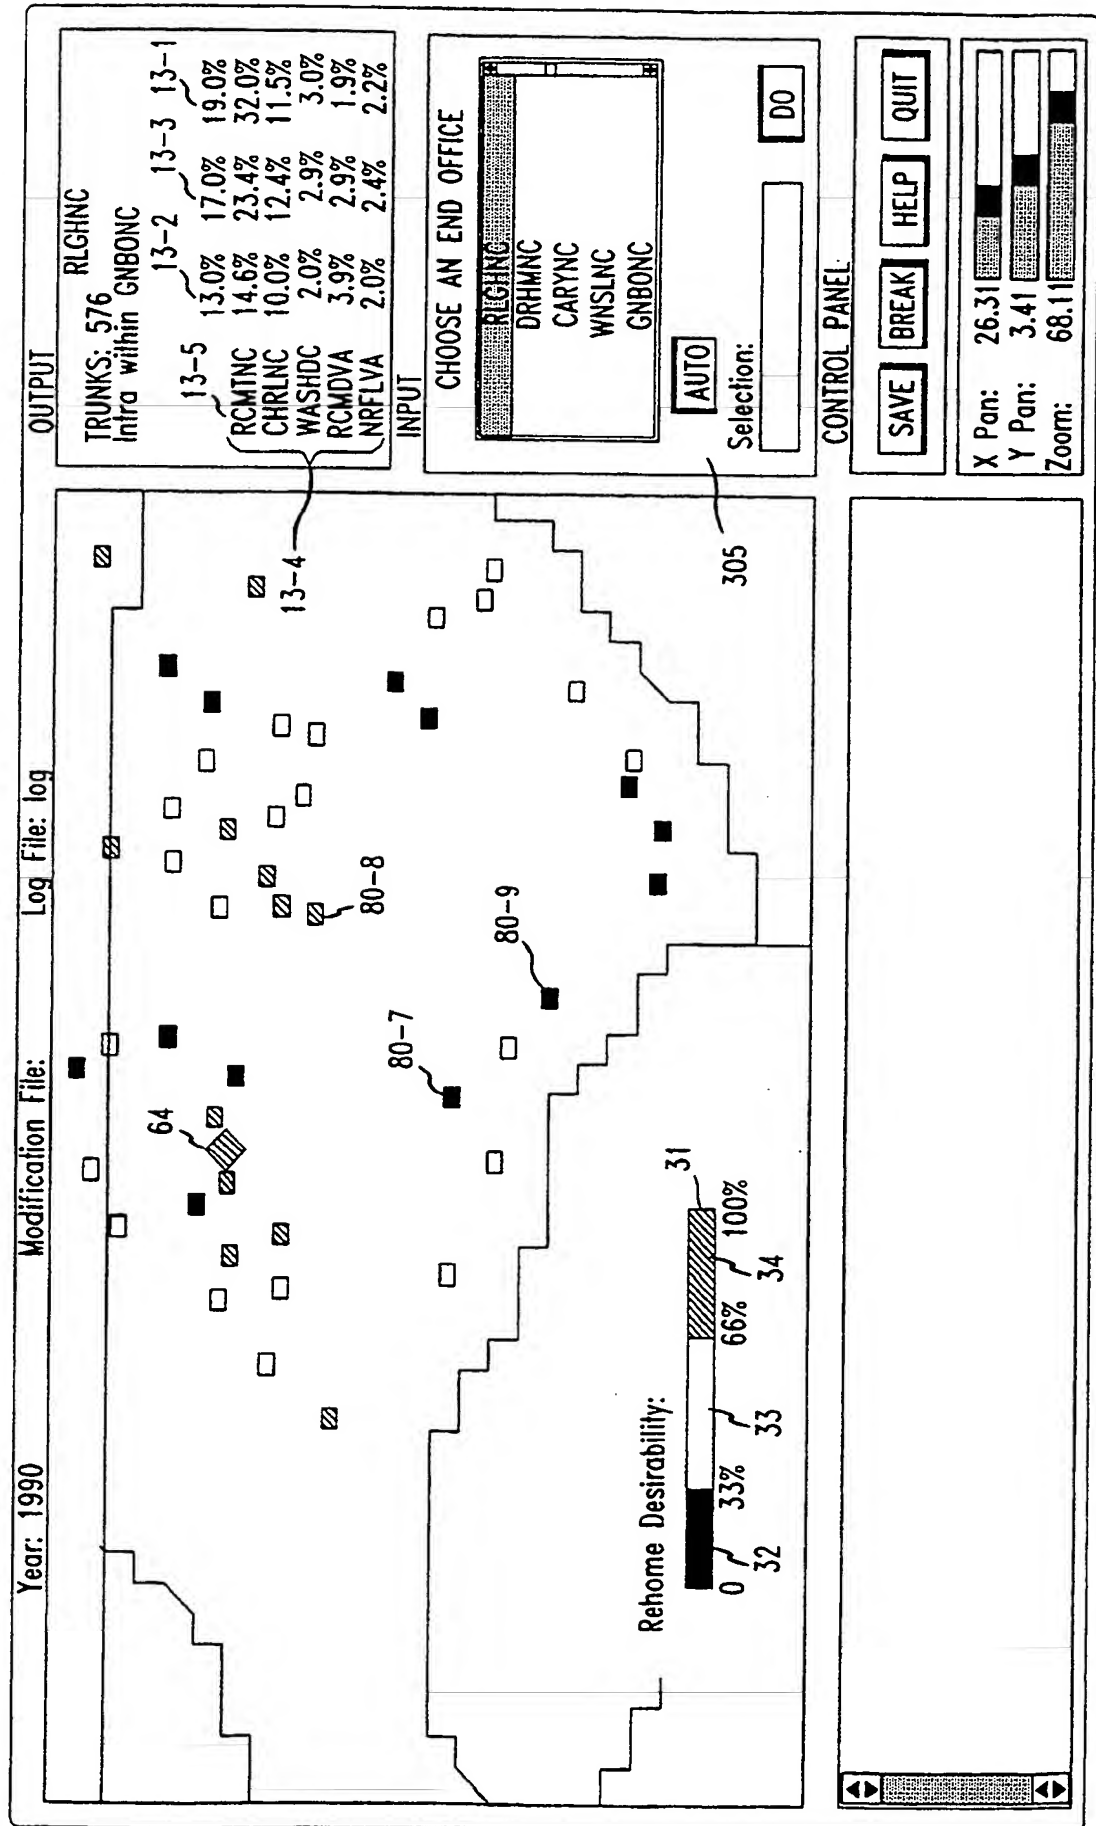 Year: 1990 Modification File: Log File: log
OUTPUT
RLGHNC
TRUNKS: 576
Intra within GNBONC
13-5 13-2 13-3 13-1
RCMTNC 13.0% 17.0% 19.0%
CHRLNC 14.6% 23.4% 32.0%
WASHDC 10.0% 12.4% 11.5%
RCMDVA 2.0% 2.9% 3.0%
NRFLVA 3.9% 2.9% 1.9%
2.0% 2.4% 2.2%
13-4
INPUT
CHOOSE AN END OFFICE
RLGHNC
DRHMNC
CARYNC
WNSLNC
GNBONC
AUTO
305
Selection:
DO
CONTROL PANEL
SAVE BREAK HELP QUIT
X Pan: 26.31
Y Pan: 3.41
Zoom: 68.11
64
80-8
80-7
80-9
Rehome Desirability:
31
0 33% 66% 100%
32 33 34